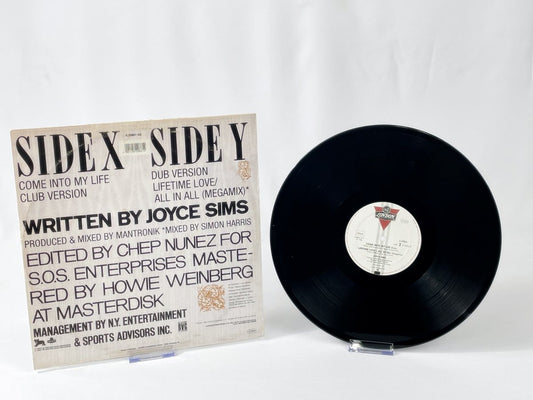 SIDE X
COME INTO MY LIFE
CLUB VERSION
SIDE Y
DUB VERSION
LIFETIME LOVE/
ALL IN ALL (MEGAMIX)*
WRITTEN BY JOYCE SIMS
PRODUCED & MIXED BY MANTRONIK *MIXED BY SIMON HARRIS
EDITED BY CHEP NUNEZ FOR
S.O.S. ENTERPRISES MASTE-
RED BY HOWIE WEINBERG
AT MASTERDISK
MANAGEMENT BY N.Y. ENTERTAINMENT
& SPORTS ADVISORS INC.
LONDON